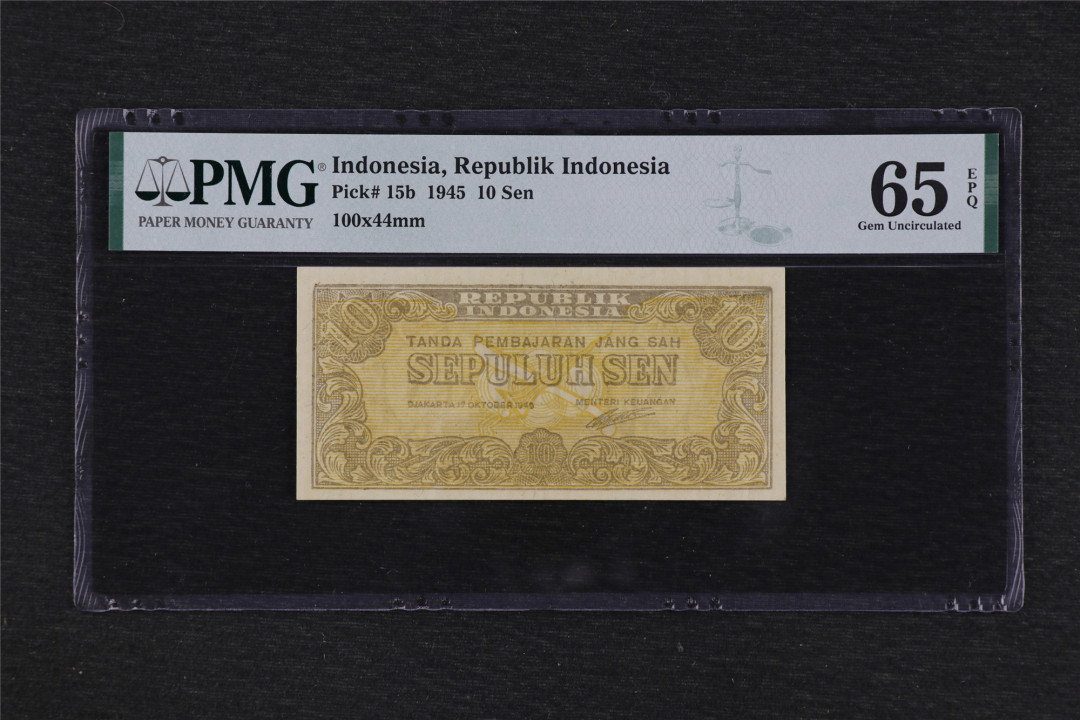 PMG®
PAPER MONEY GUARANTY
Indonesia, Republik Indonesia
Pick# 15b 1945 10 Sen
100x44mm
65
EPQ
Gem Uncirculated
10
REPUBLIK
INDONESIA
10
TANDA PEMBAJARAN JANG SAH
SEPULUH SEN
DJAKARTA 17 OKTOBER 1945
MENTERI KEUANGAN
10